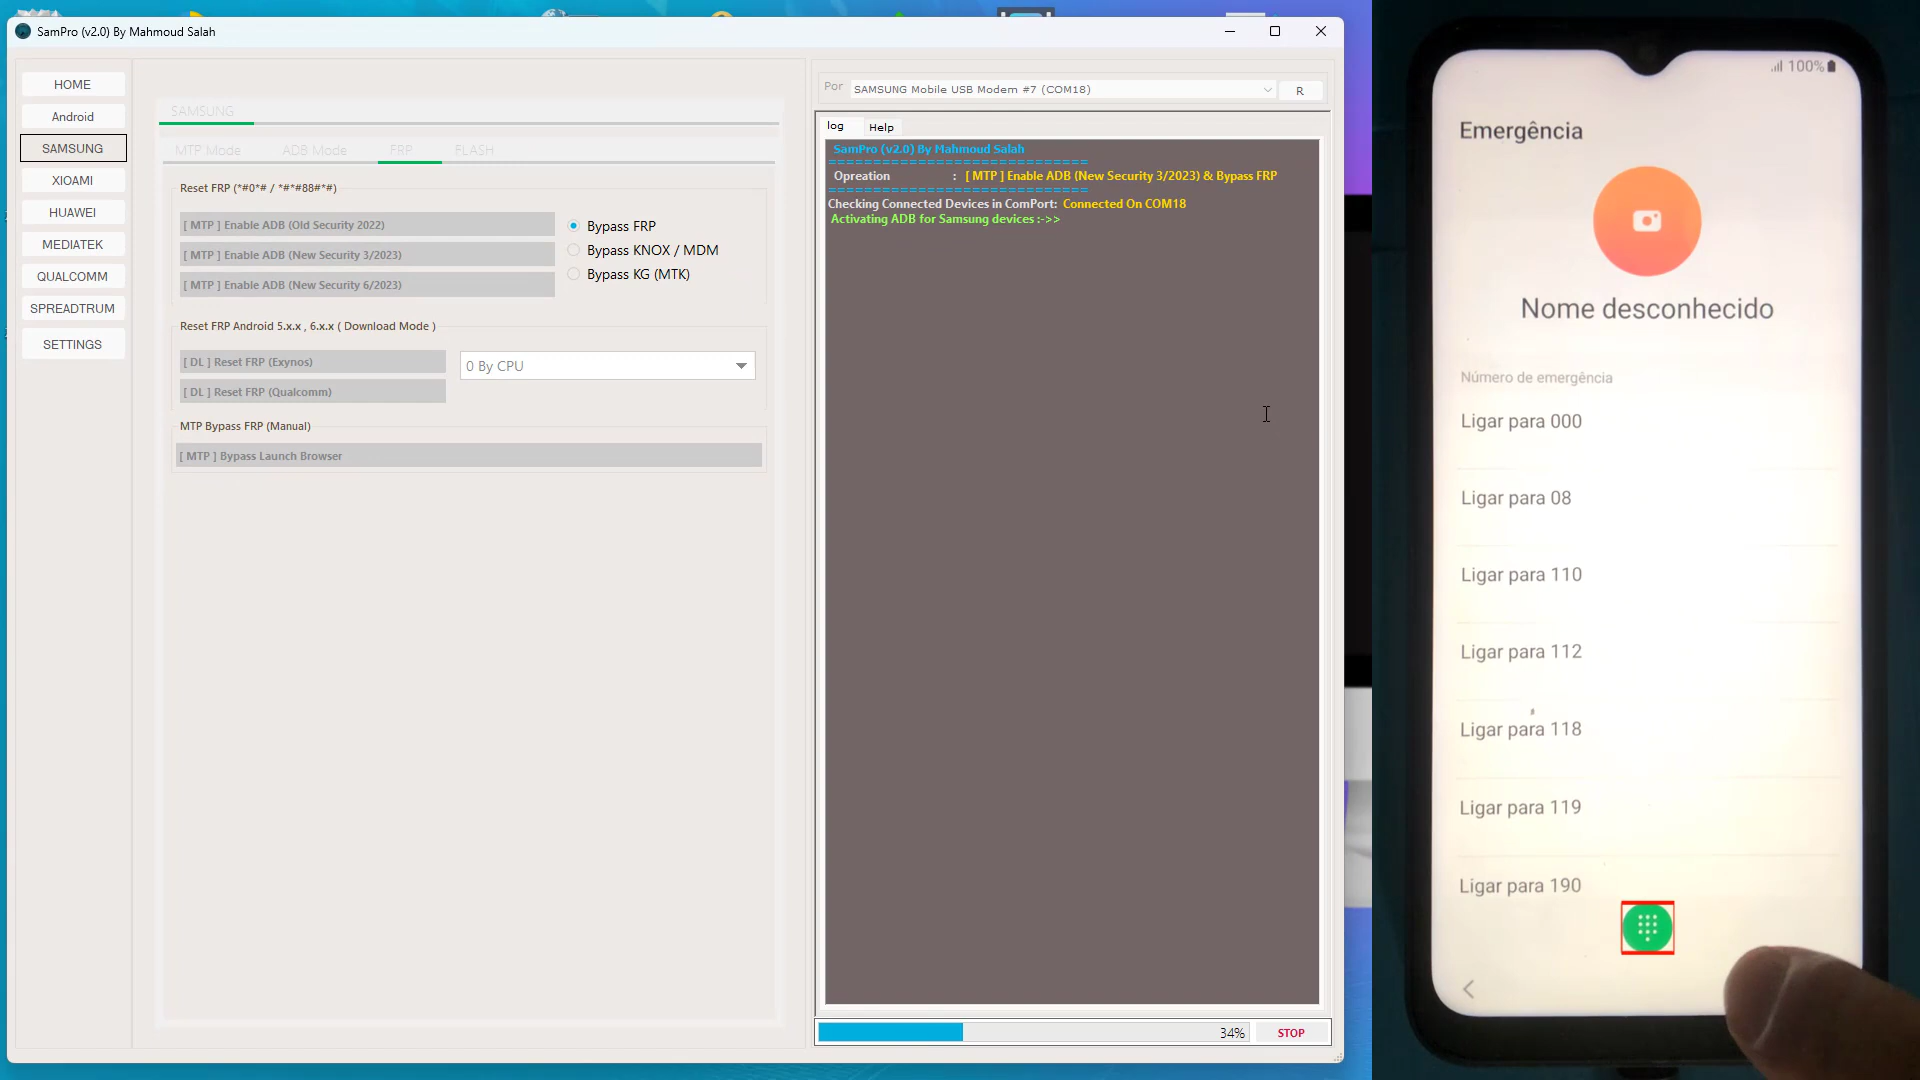 SamPro (v2.0) By Mahmoud Salah
HOME
Android
SAMSUNG
XIOAMI
HUAWEI
MEDIATEK
QUALCOMM
SPREADTRUM
SETTINGS
SAMSUNG
MTP Mode ADB Mode FRP FLASH
Reset FRP (*#0*# / *#*#88#*#)
[ MTP ] Enable ADB (Old Security 2022)
[ MTP ] Enable ADB (New Security 3/2023)
[ MTP ] Enable ADB (New Security 6/2023)
Bypass FRP
Bypass KNOX / MDM
Bypass KG (MTK)
Reset FRP Android 5.x.x , 6.x.x ( Download Mode )
[ DL ] Reset FRP (Exynos)
[ DL ] Reset FRP (Qualcomm)
0 By CPU
MTP Bypass FRP (Manual)
[ MTP ] Bypass Launch Browser
Por SAMSUNG Mobile USB Modem #7 (COM18) R
log Help
SamPro (v2.0) By Mahmoud Salah
============================
Opreation : [ MTP ] Enable ADB (New Security 3/2023) & Bypass FRP
============================
Checking Connected Devices in ComPort: Connected On COM18
Activating ADB for Samsung devices :->>
34% STOP
100%
Emergência
Nome desconhecido
Número de emergência
Ligar para 000
Ligar para 08
Ligar para 110
Ligar para 112
Ligar para 118
Ligar para 119
Ligar para 190